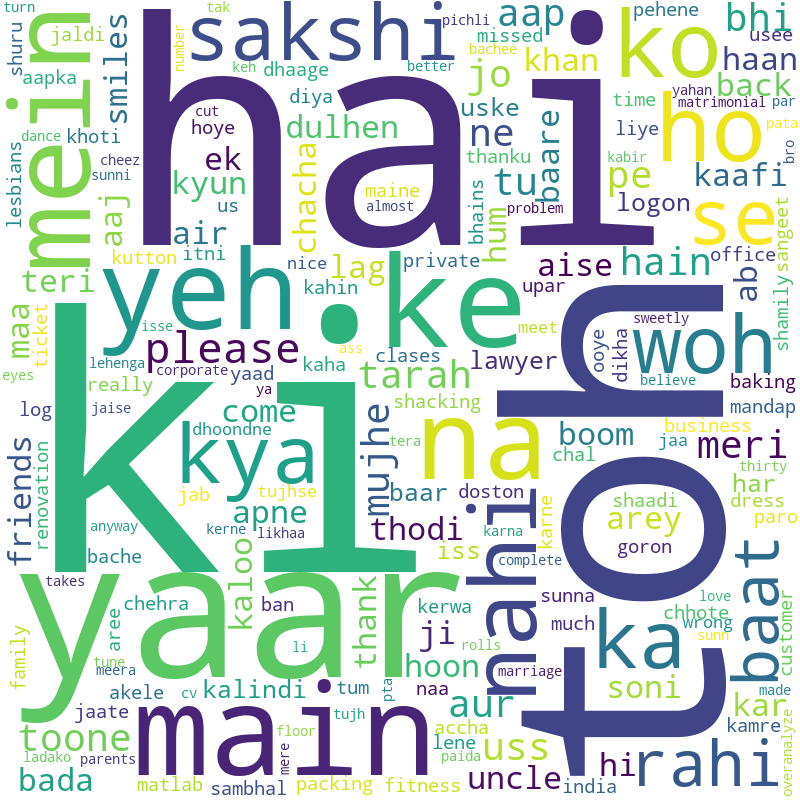 turn
tak
sakshi
pichli
aap
ko
pehene
bhi
shuru
jaldi
smiles
number
hai
bachee
missed
usee
aapka
mein
keh
dhaage
better
jo
khan
haan
dance
khoti
cut
diya
uske
time
back
yahan
matrimonial
par
lesbians
cheez
hoye
dulhen
ne
baare
liye
ho
pata
sunni
ek
chacha
thanku
kabir
bro
kyun
maine
tu
pe
kaafi
aaj
us
almost
bhains
problem
logon
se
air
hum
kutton
itni
nice
lag
private
aise
hain
office
sangeet
teri
kahin
upar
ab
shamily
maa
ticket
yeh
ke
meet
sweetly
isse
please
ass
ooye
dikha
woh
eyes
lehenga
corporate
kaha
clases
lawyer
believe
baking
really
yaad
ya
tarah
log
jaise
come
shacking
na
boom
mandap
friends
renovation
ki
kya
dhoondne
mujhe
tera
business
meri
jab
tujhse
baar
doston
chal
jaa
thirty
har
apne
karne
shaadi
dress
anyway
kerne
likhaa
thodi
karna
arey
paro
bache
kaloo
iss
mahi
goron
toh
baat
takes
complete
yaar
chehra
ban
thank
kerwa
sunna
much
chhote
love
wrong
customer
aree
ji
ka
sunn
family
tune
li
rolls
meera
hoon
marriage
akele
cv
kalindi
tum
pta
naa
soni
made
jaate
main
aur
kar
overanalyze
toone
tujh
floor
accha
uss
kamre
ladako
parents
mere
lene
paida
hi
rahi
bada
matlab
sambhal
packing
fitness
uncle
india